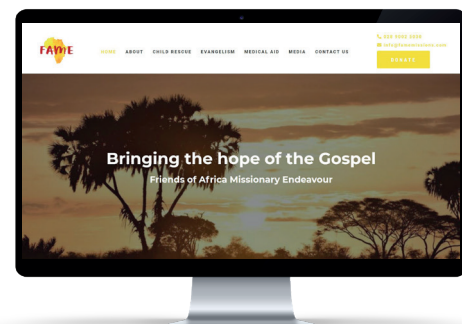 FAME
HOME ABOUT CHILD RESCUE EVANGELISM MEDICAL AID MEDIA CONTACT US
DONATE
Bringing the hope of the Gospel
Friends of Africa Missionary Endeavour